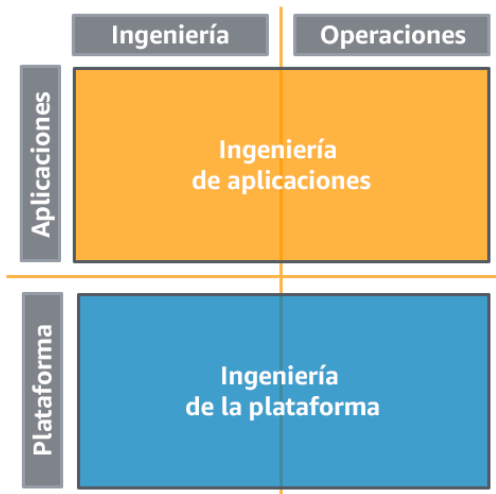 Ingeniería
Operaciones
Aplicaciones
Ingeniería
de aplicaciones
Plataforma
Ingeniería
de la plataforma